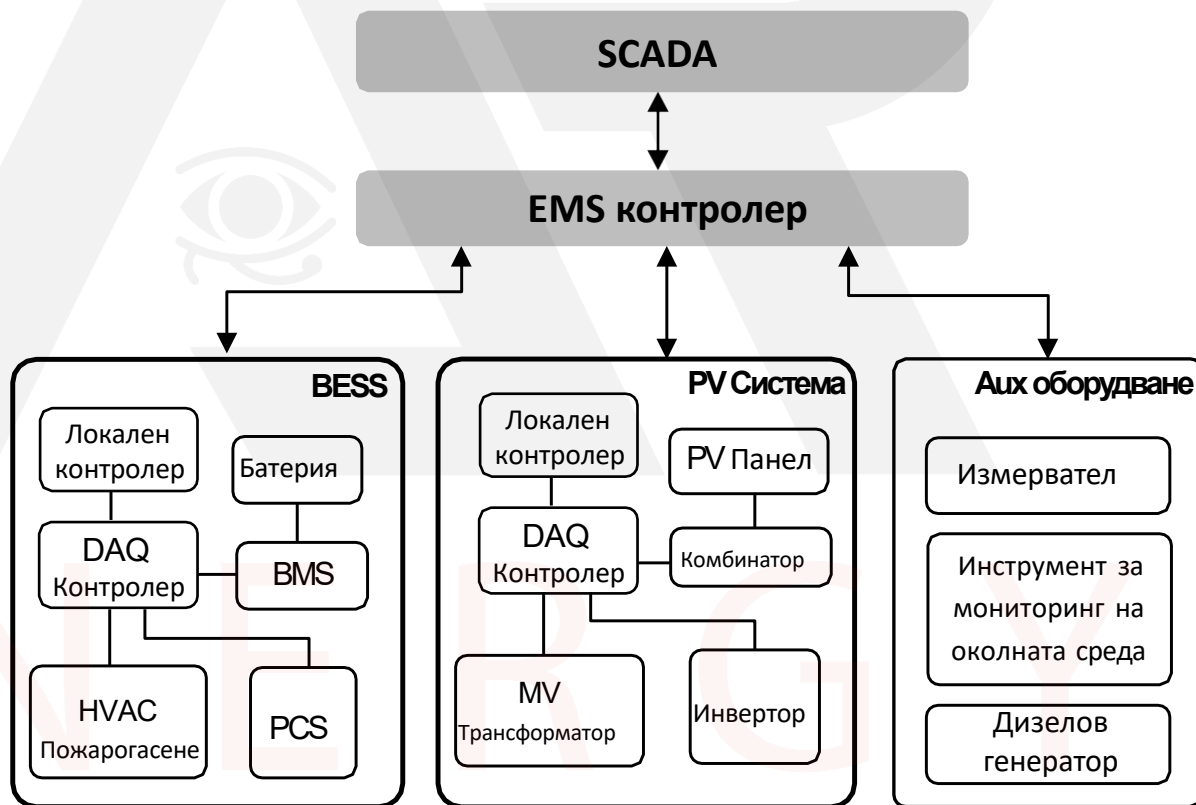 SCADA
EMS контролер
BESS
Локален
контролер
Батерия
DAQ
Контролер
BMS
HVAC
Пожарогасене
PCS
PV Система
Локален
контролер
PV Панел
DAQ
Контролер
Комбинатор
MV
Трансформатор
Инвертор
Aux оборудване
Измервател
Инструмент за
мониторинг на
околната среда
Дизелов
генератор
NERGY